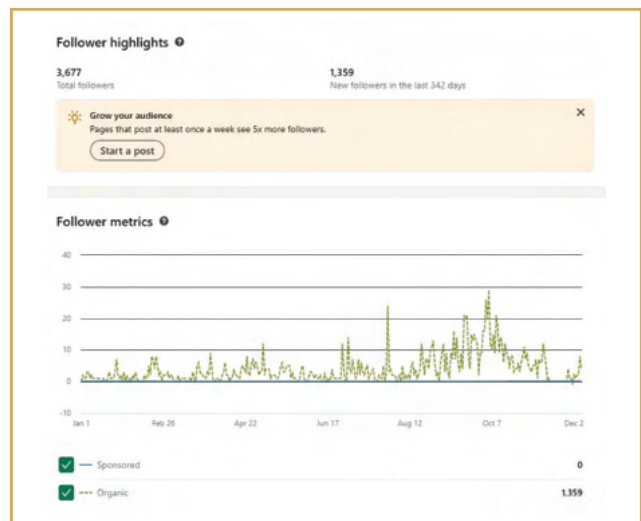 Follower highlights
3,677
Total followers
1,359
New followers in the last 342 days
Grow your audience
Pages that post at least once a week see 5x more followers.
Start a post
Follower metrics
40
30
20
10
0
-10
Jan 1 Feb 26 Apr 22 Jun 17 Aug 12 Oct 7 Dec 2
Sponsored 0
Organic 1,359